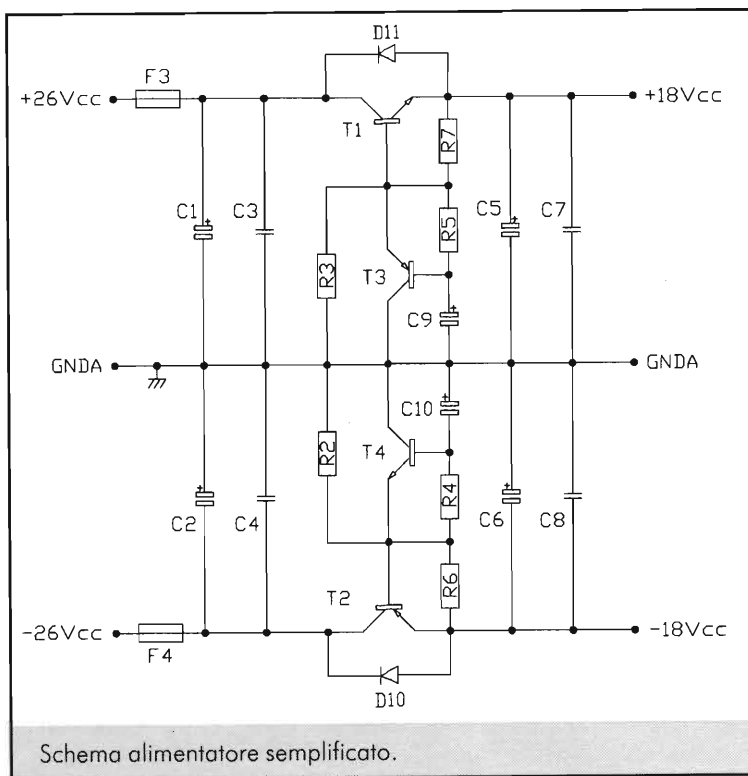 D11
F3
+26Vcc
+18Vcc
T1
R7
C1
C3
C5
C7
R5
R3
T3
C9
GNDA
GNDA
C10
R2
T4
R4
C2
C4
C6
C8
T2
R6
-26Vcc
-18Vcc
F4
D10
Schema alimentatore semplificato.